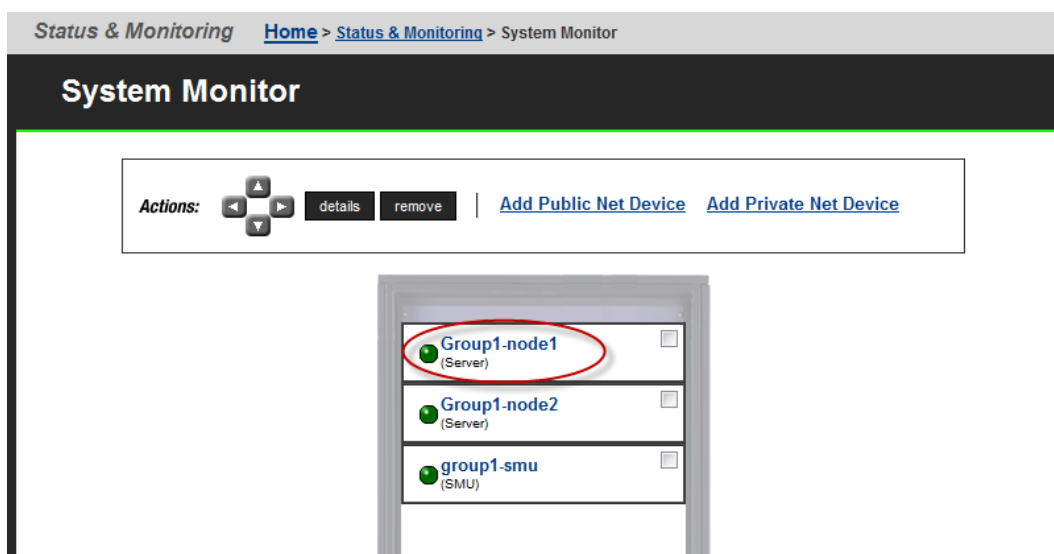 Status & Monitoring Home > Status & Monitoring > System Monitor
System Monitor
Actions: details remove Add Public Net Device Add Private Net Device
Group1-node1
(Server)
Group1-node2
(Server)
group1-smu
(SMU)